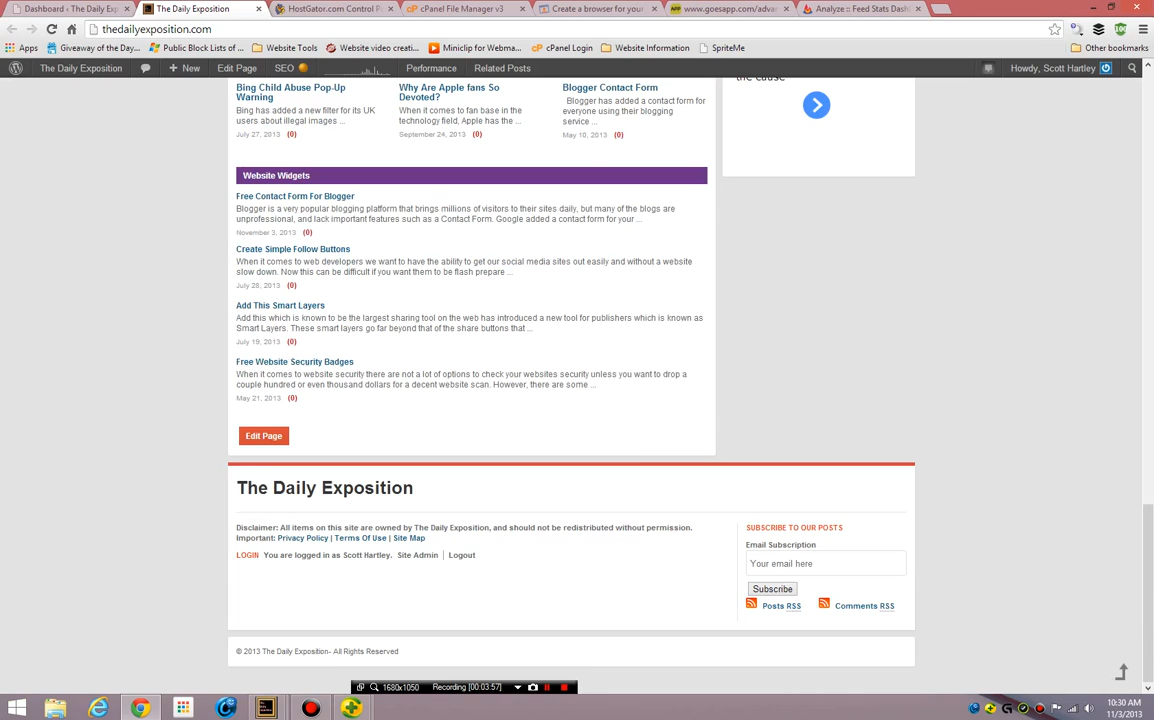 Dashboard ‹ The Daily Exp
The Daily Exposition
HostGator.com Control P
cPanel File Manager v3
Create a browser for your
www.goesapp.com/advan
Analyze :: Feed Stats Dash
thedailyexposition.com
Apps
Giveaway of the Day...
Public Block Lists of ...
Website Tools
Website video creati...
Miniclip for Webma...
cPanel Login
Website Information
SpriteMe
Other bookmarks
The Daily Exposition
+ New
Edit Page
SEO
Performance
Related Posts
Howdy, Scott Hartley
Bing Child Abuse Pop-Up
Warning
Bing has added a new filter for its UK
users about illegal images ...
July 27, 2013 (0)
Why Are Apple fans So
Devoted?
When it comes to fan base in the
technology field, Apple has the ...
September 24, 2013 (0)
Blogger Contact Form
Blogger has added a contact form for
everyone using their blogging
service ...
May 10, 2013 (0)
the cause
Website Widgets
Free Contact Form For Blogger
Blogger is a very popular blogging platform that brings millions of visitors to their sites daily, but many of the blogs are
unprofessional, and lack important features such as a Contact Form. Google added a contact form for your ...
November 3, 2013 (0)
Create Simple Follow Buttons
When it comes to web developers we want to have the ability to get our social media sites out easily and without a website
slow down. Now this can be difficult if you want them to be flash prepare ...
July 28, 2013 (0)
Add This Smart Layers
Add this which is known to be the largest sharing tool on the web has introduced a new tool for publishers which is known as
Smart Layers. These smart layers go far beyond that of the share buttons that ...
July 19, 2013 (0)
Free Website Security Badges
When it comes to website security there are not a lot of options to check your websites security unless you want to drop a
couple hundred or even thousand dollars for a decent website scan. However, there are some ...
May 21, 2013 (0)
Edit Page
The Daily Exposition
Disclaimer: All items on this site are owned by The Daily Exposition, and should not be redistributed without permission.
Important: Privacy Policy | Terms Of Use | Site Map
LOGIN You are logged in as Scott Hartley. Site Admin | Logout
SUBSCRIBE TO OUR POSTS
Email Subscription
Your email here
Subscribe
Posts RSS
Comments RSS
© 2013 The Daily Exposition- All Rights Reserved
1680x1050
Recording [00:03.57]
10:30 AM
11/3/2013